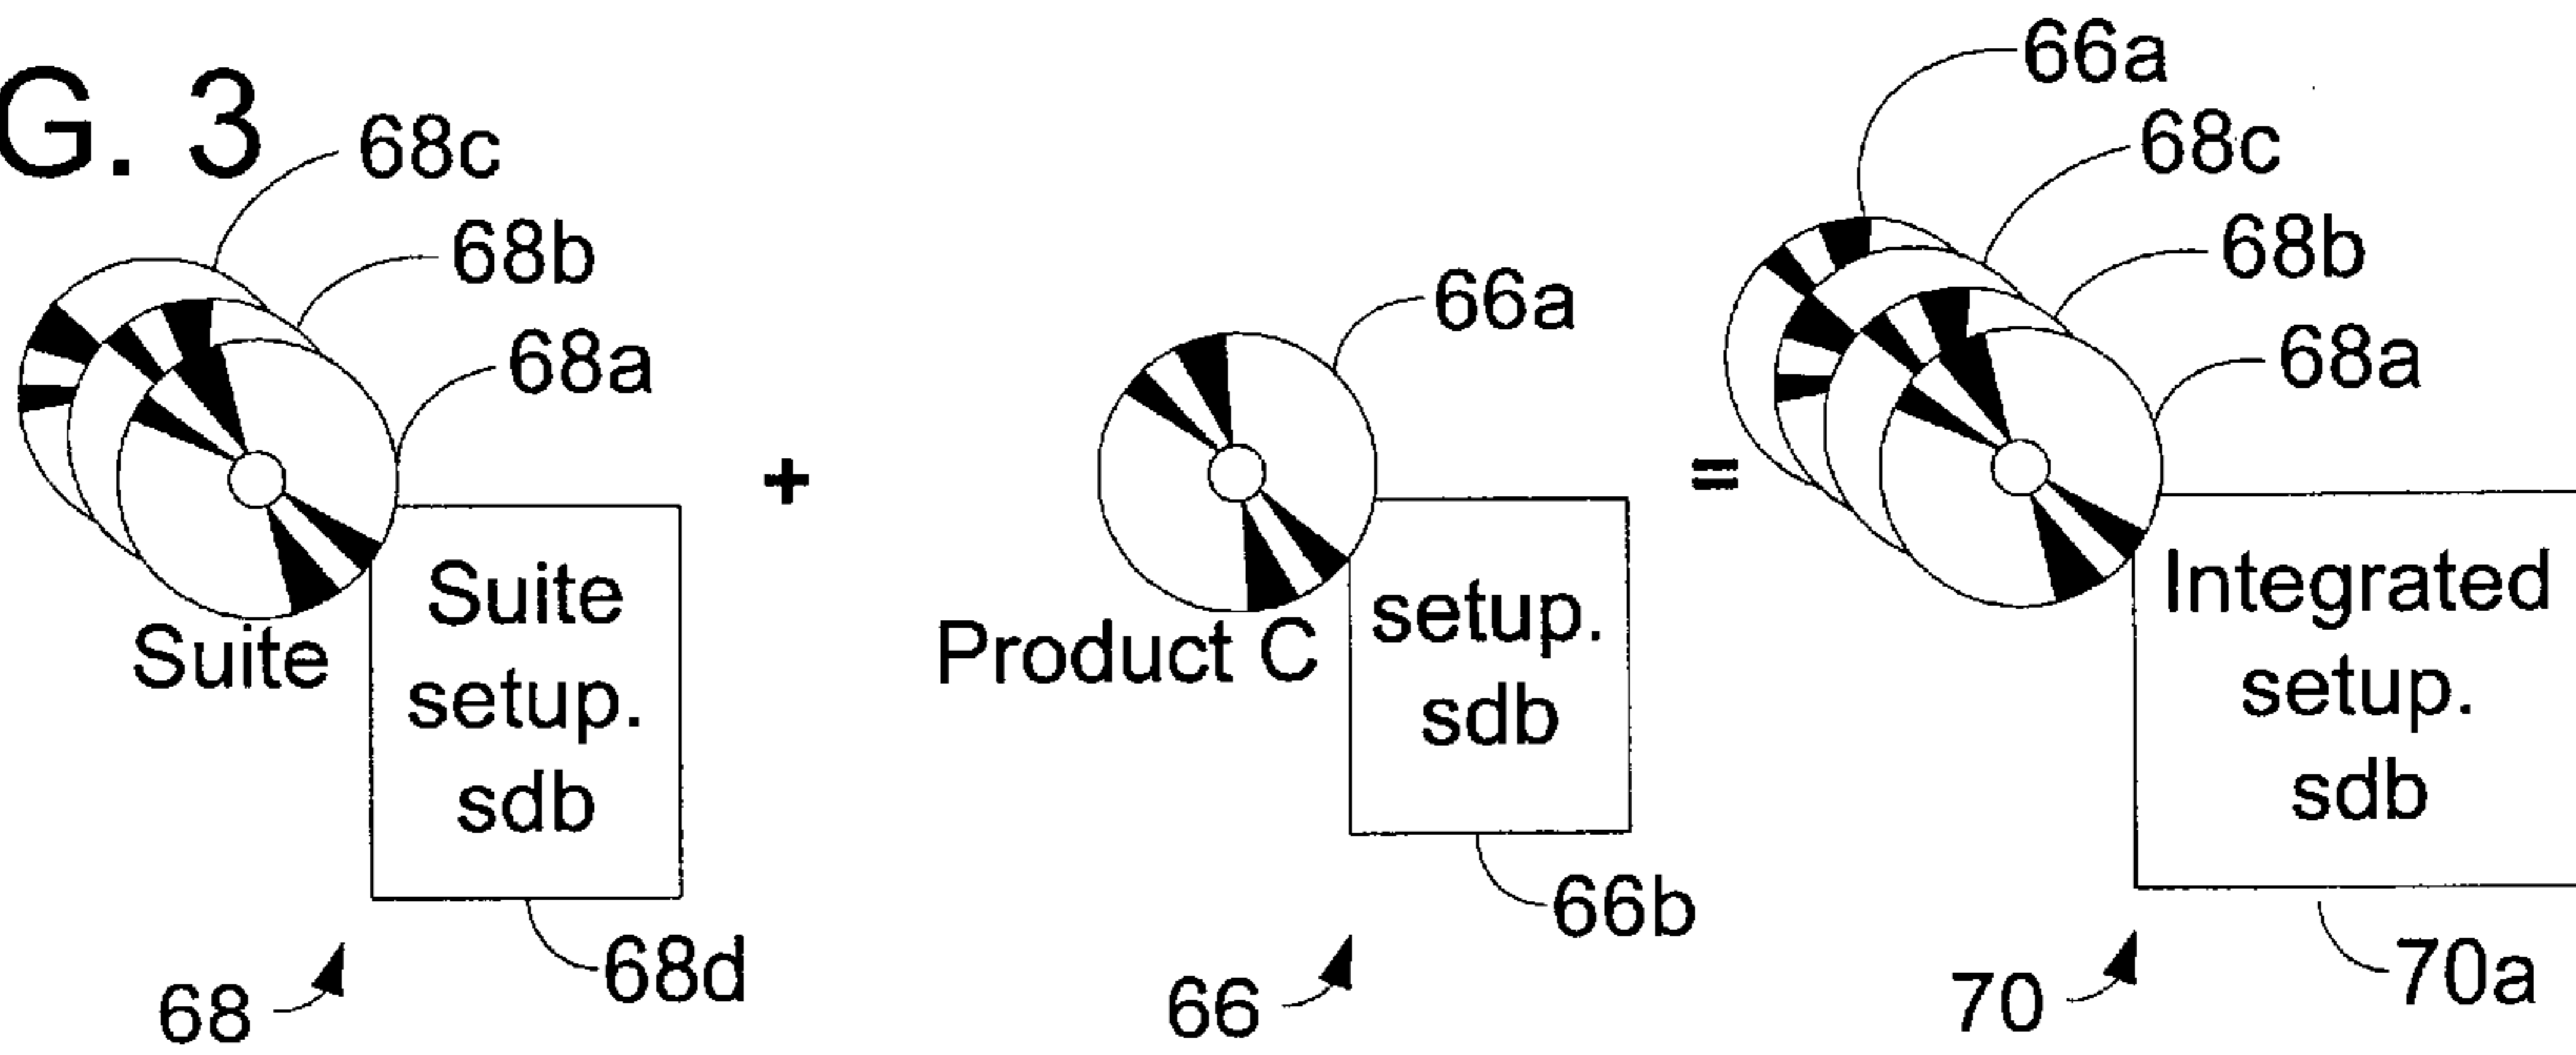 G. 3
68c
68b
68a
Suite
Suite
setup.
sdb
68d
68
+
66a
Product C
setup.
sdb
66b
66
=
66a
68c
68b
68a
Integrated
setup.
sdb
70a
70